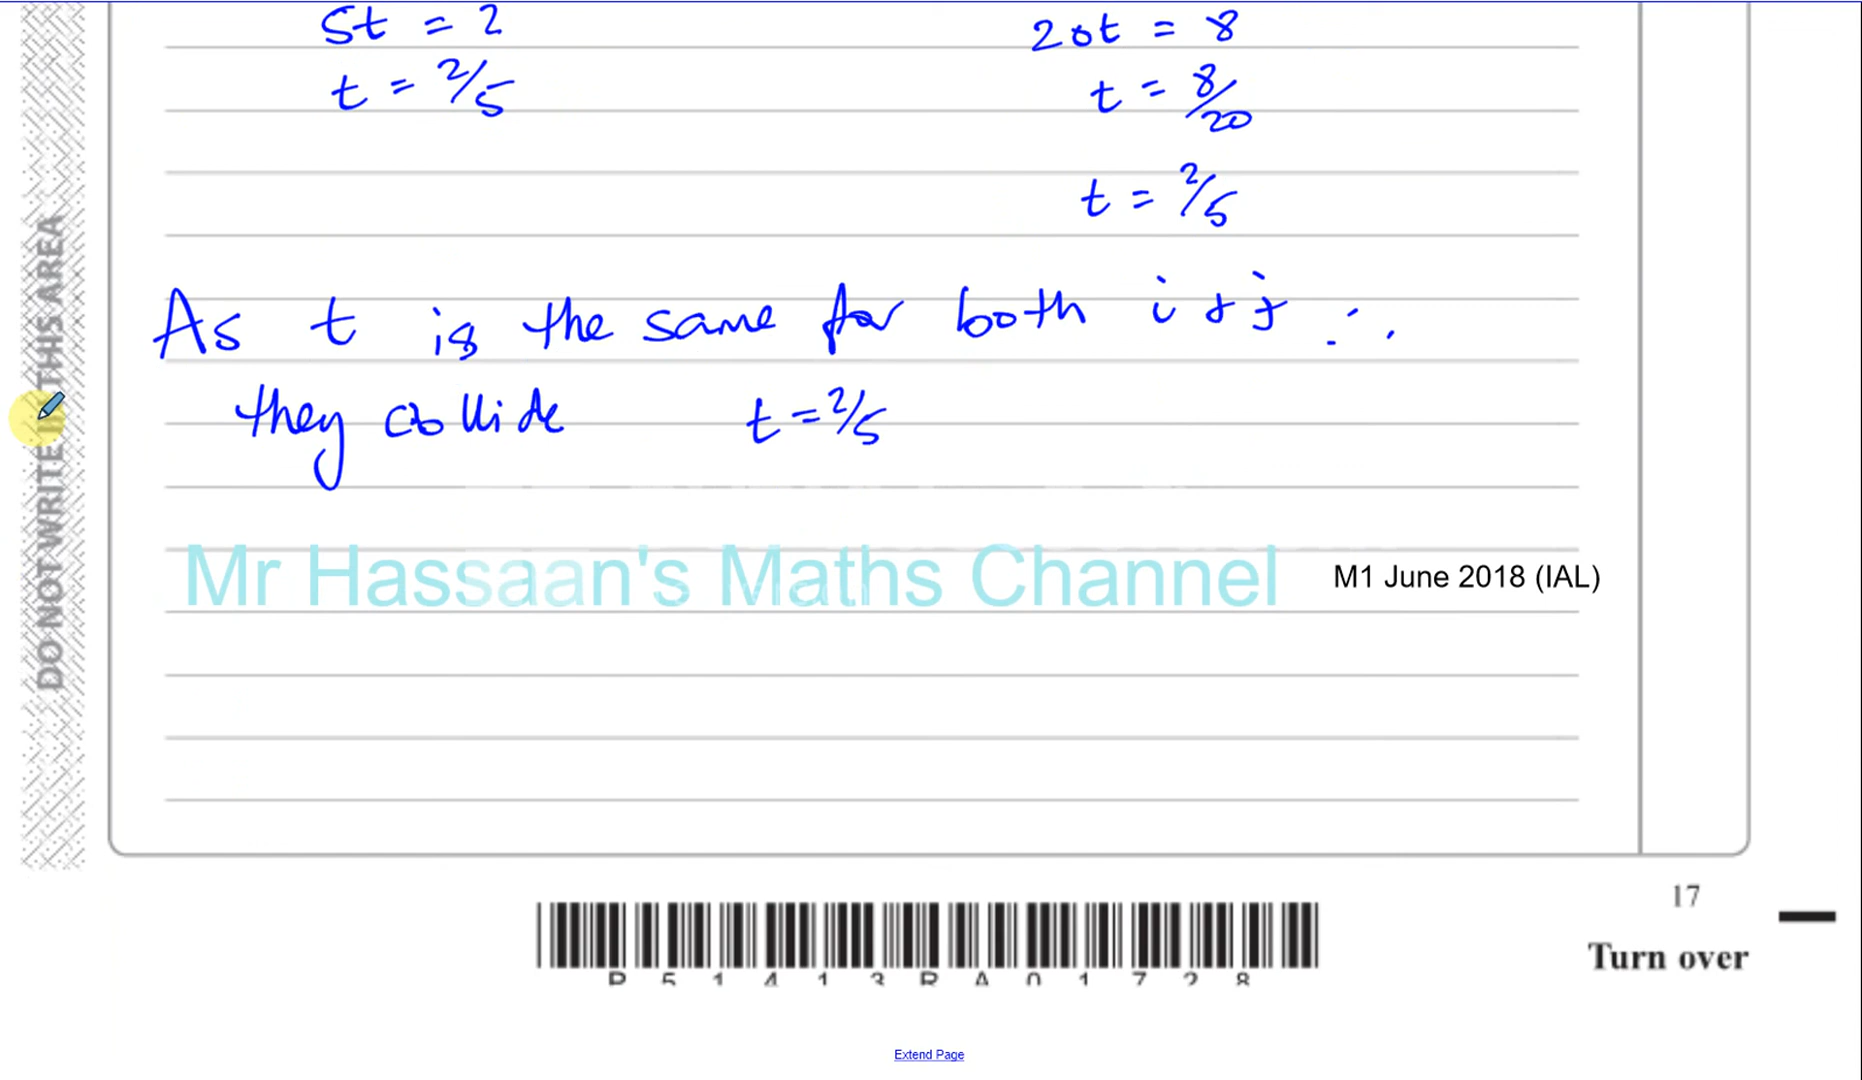 5t = 2
20t = 8
t = 2/5
t = 8/20
t = 2/5
As t is the same for both i + j ∴
they collide t = 2/5
DO NOT WRITE IN THIS AREA
Mr Hassaan's Maths Channel
M1 June 2018 (IAL)
17
Turn over
P51413RA01728
Extend Page